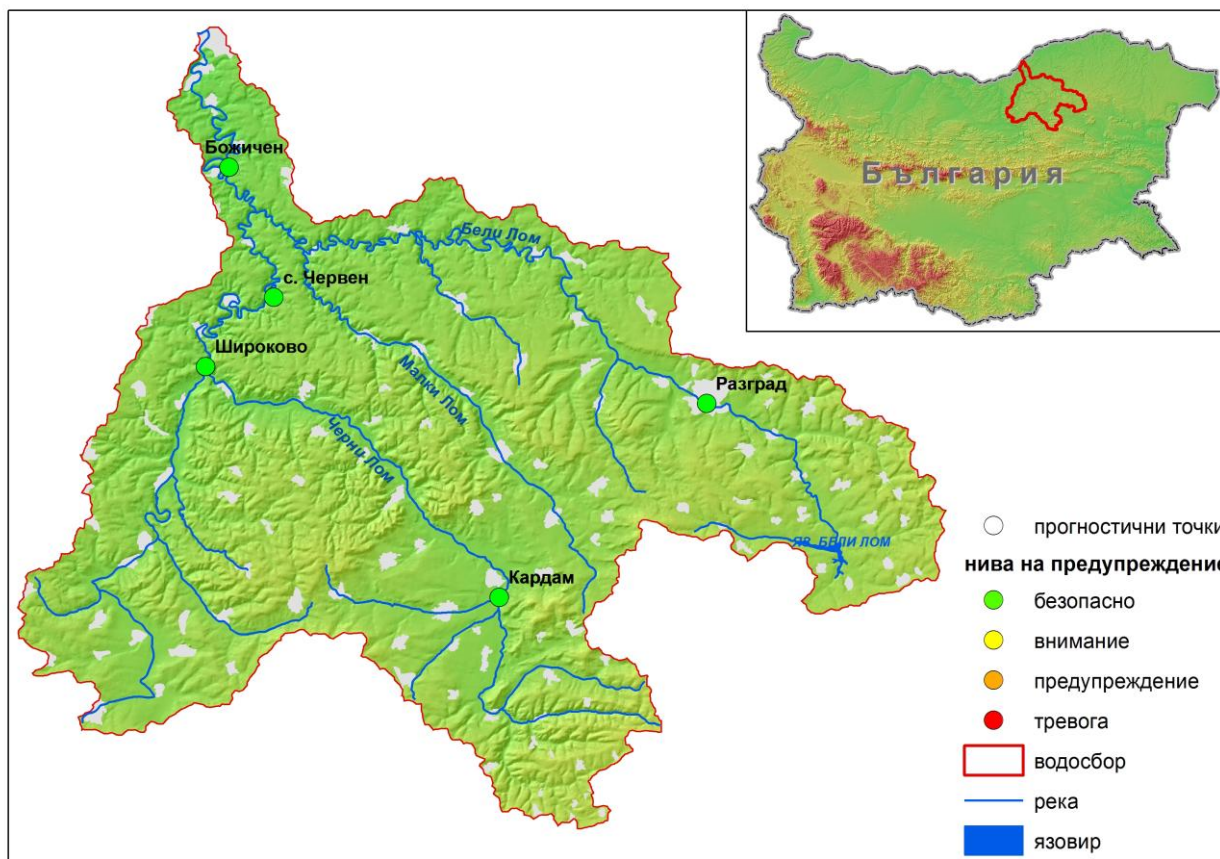 Божичен
Бели Лом
с. Червен
Широково
Малки Лом
Разград
Черни Лом
ЯЗ. БЕЛИ ЛОМ
Кардам
България
прогностични точки
нива на предупреждение
безопасно
внимание
предупреждение
тревога
водосбор
река
язовир